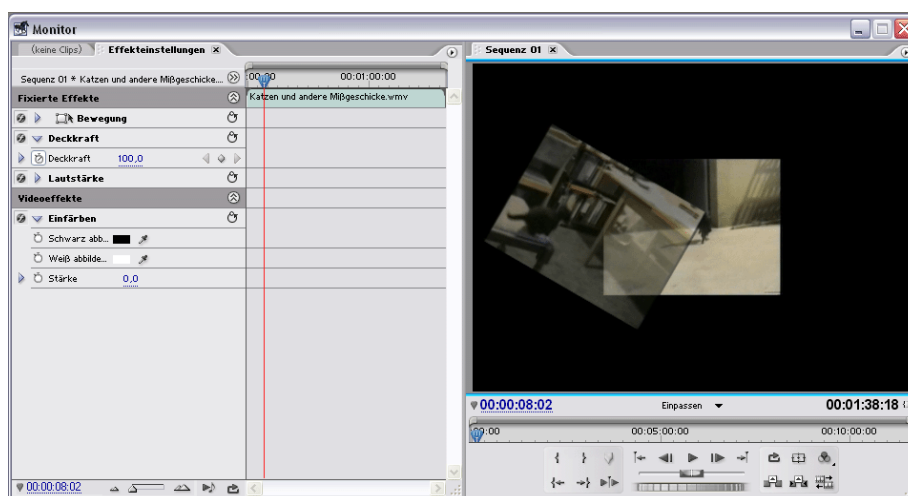 Monitor
(keine Clips) Effekteinstellungen
Sequenz 01 * Katzen und andere Mißgeschicke....
00:00 00:01:00:00
Fixierte Effekte
Katzen und andere Mißgeschicke.wmv
Bewegung
Deckkraft
Deckkraft 100,0
Lautstärke
Videoeffekte
Einfärben
Schwarz abb...
Weiß abbilde...
Stärke 0,0
00:00:08:02
Sequenz 01
00:00:08:02 Einpassen 00:01:38:18
00:00 00:05:00:00 00:10:00:00